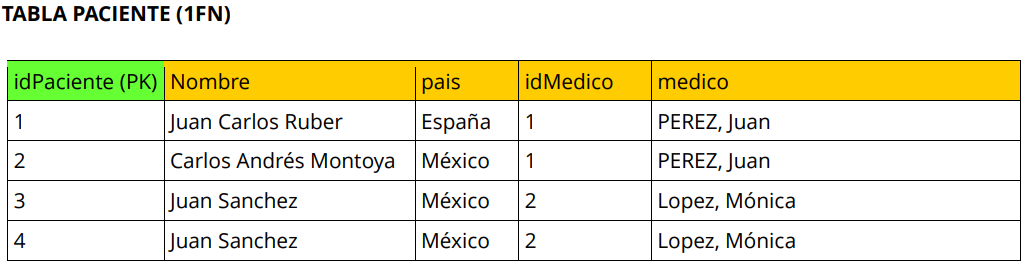 TABLA PACIENTE (1FN)
idPaciente (PK) Nombre pais idMedico medico
1 Juan Carlos Ruber España 1 PEREZ, Juan
2 Carlos Andrés Montoya México 1 PEREZ, Juan
3 Juan Sanchez México 2 Lopez, Mónica
4 Juan Sanchez México 2 Lopez, Mónica